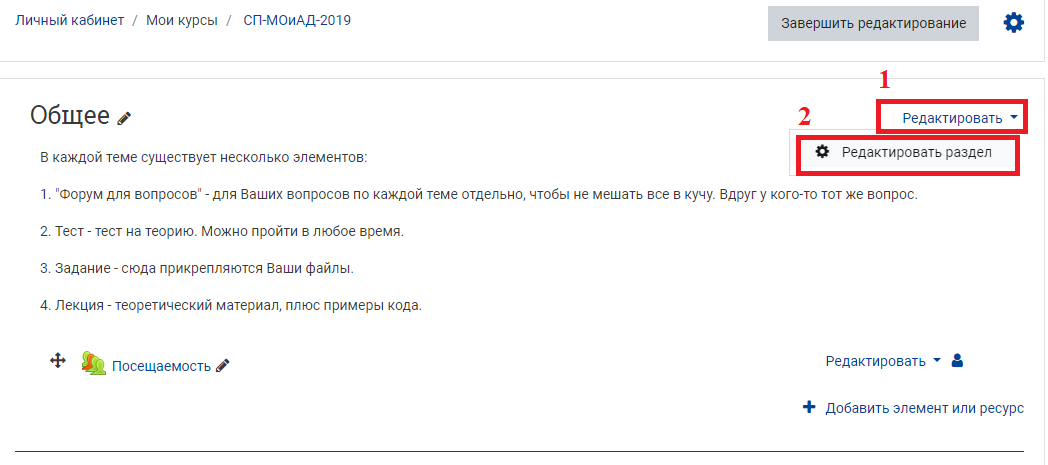 Личный кабинет / Мои курсы / СП-МОиАД-2019
Завершить редактирование
1
Общее
Редактировать
2
Редактировать раздел
В каждой теме существует несколько элементов:
1. "Форум для вопросов" - для Ваших вопросов по каждой теме отдельно, чтобы не мешать все в кучу. Вдруг у кого-то тот же вопрос.
2. Тест - тест на теорию. Можно пройти в любое время.
3. Задание - сюда прикрепляются Ваши файлы.
4. Лекция - теоретический материал, плюс примеры кода.
Посещаемость
Редактировать
Добавить элемент или ресурс